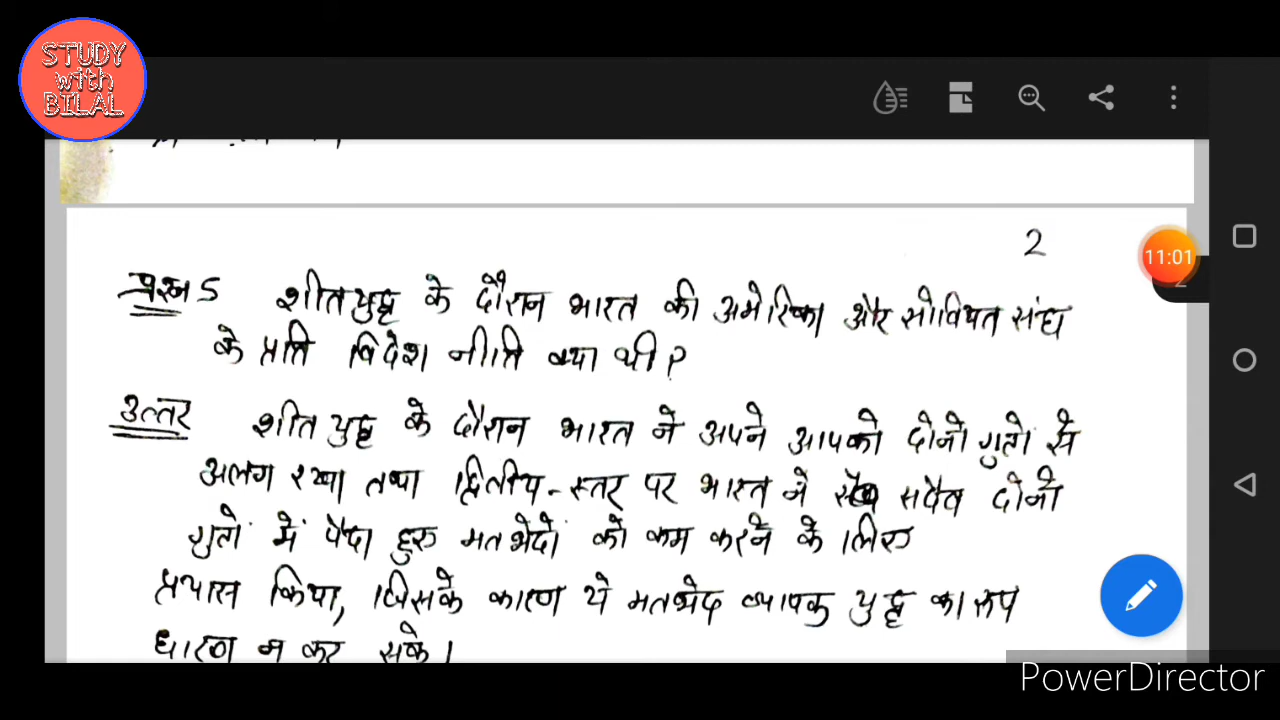 STUDY
with
BILAL
2
11:01
प्रश्न 5 शीतयुद्ध के दौरान भारत की अमेरिका और सोवियत संघ
के प्रति विदेश नीति क्या थी?
उत्तर शीत युद्ध के दौरान भारत ने अपने आपको दोनो गुतो से
अलग रखा तथा द्वितीय-स्तर पर भारत ने सदैव दोनो
गुतों में पैदा हुए मतभेदों को कम करने के लिए
प्रयास किया, जिसके कारण ये मतभेद व्यापक युद्ध का रूप
धारण न कर सके।
PowerDirector